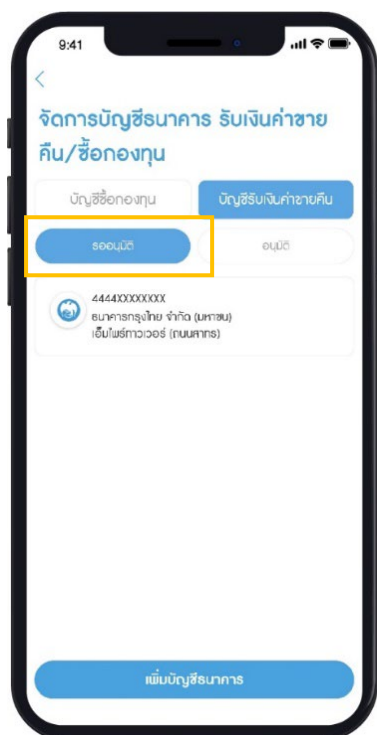 9:41
จัดการบัญชีธนาคาร รับเงินค่าขาย
คืน/ซื้อกองทุน
บัญชีซื้อกองทุน
บัญชีรับเงินค่าขายคืน
รออนุมัติ
อนุมัติ
4444XXXXXXXX
ธนาคารกรุงไทย จำกัด (มหาชน)
เอ็มไพร์ทาวเวอร์ (ถนนสาทร)
เพิ่มบัญชีธนาคาร